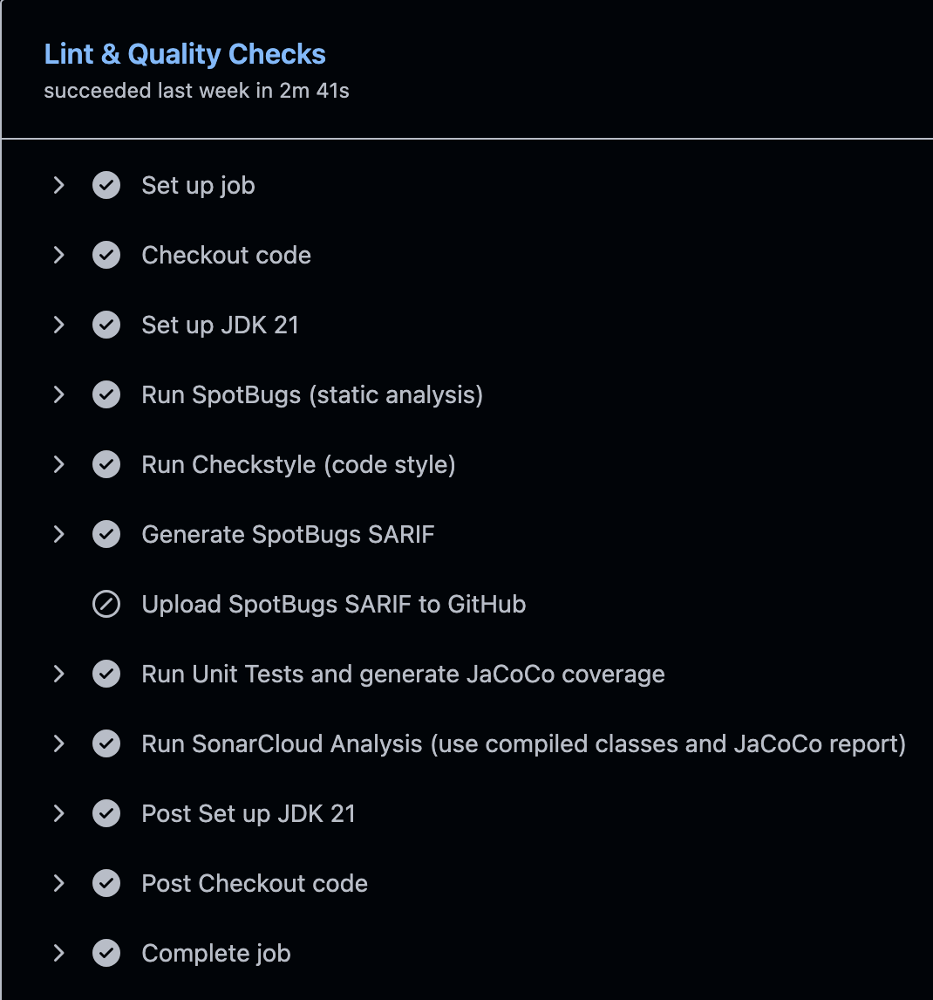 Lint & Quality Checks
succeeded last week in 2m 41s
Set up job
Checkout code
Set up JDK 21
Run SpotBugs (static analysis)
Run Checkstyle (code style)
Generate SpotBugs SARIF
Upload SpotBugs SARIF to GitHub
Run Unit Tests and generate JaCoCo coverage
Run SonarCloud Analysis (use compiled classes and JaCoCo report)
Post Set up JDK 21
Post Checkout code
Complete job